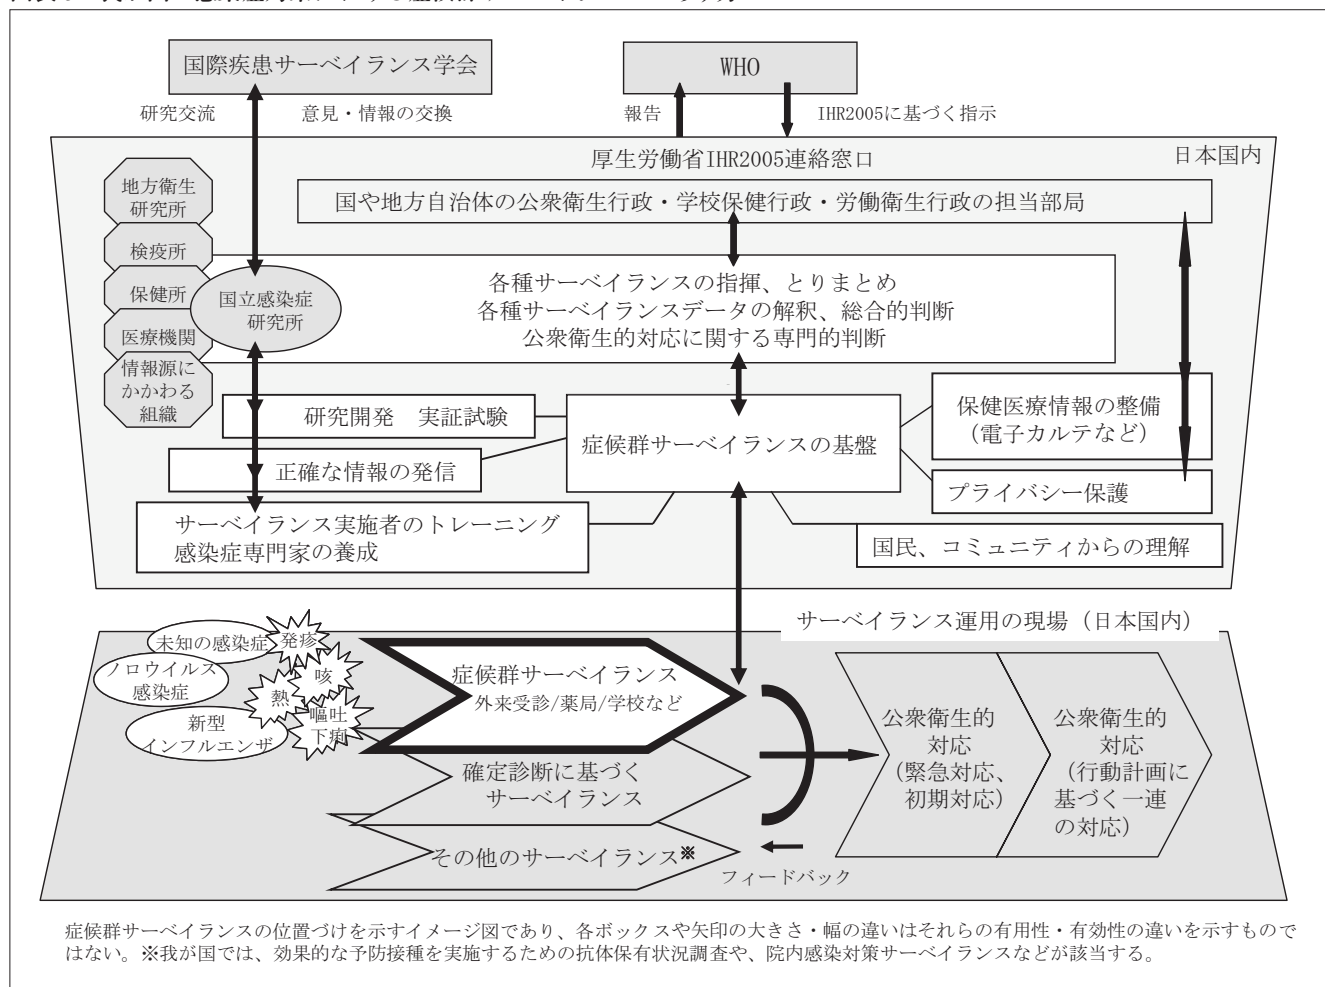 国際疾患サーベイランス学会
WHO
研究交流
意見・情報の交換
報告
IHR2005に基づく指示
厚生労働省IHR2005連絡窓口
日本国内
地方衛生
研究所
検疫所
保健所
医療機関
情報源に
かかわる
組織
国立感染症
研究所
国や地方自治体の公衆衛生行政・学校保健行政・労働衛生行政の担当部局
各種サーベイランスの指揮、とりまとめ
各種サーベイランスデータの解釈、総合的判断
公衆衛生的対応に関する専門的判断
研究開発　実証試験
正確な情報の発信
サーベイランス実施者のトレーニング
感染症専門家の養成
症候群サーベイランスの基盤
保健医療情報の整備
（電子カルテなど）
プライバシー保護
国民、コミュニティからの理解
サーベイランス運用の現場（日本国内）
未知の感染症
発疹
ノロウイルス
感染症
咳
熱
新型
インフルエンザ
嘔吐
下痢
症候群サーベイランス
外来受診/薬局/学校など
確定診断に基づく
サーベイランス
その他のサーベイランス※
フィードバック
公衆衛生的
対応
（緊急対応、
初期対応）
公衆衛生的
対応
（行動計画に
基づく一連
の対応）
症候群サーベイランスの位置づけを示すイメージ図であり、各ボックスや矢印の大きさ・幅の違いはそれらの有用性・有効性の違いを示すもので
はない。※我が国では、効果的な予防接種を実施するための抗体保有状況調査や、院内感染対策サーベイランスなどが該当する。